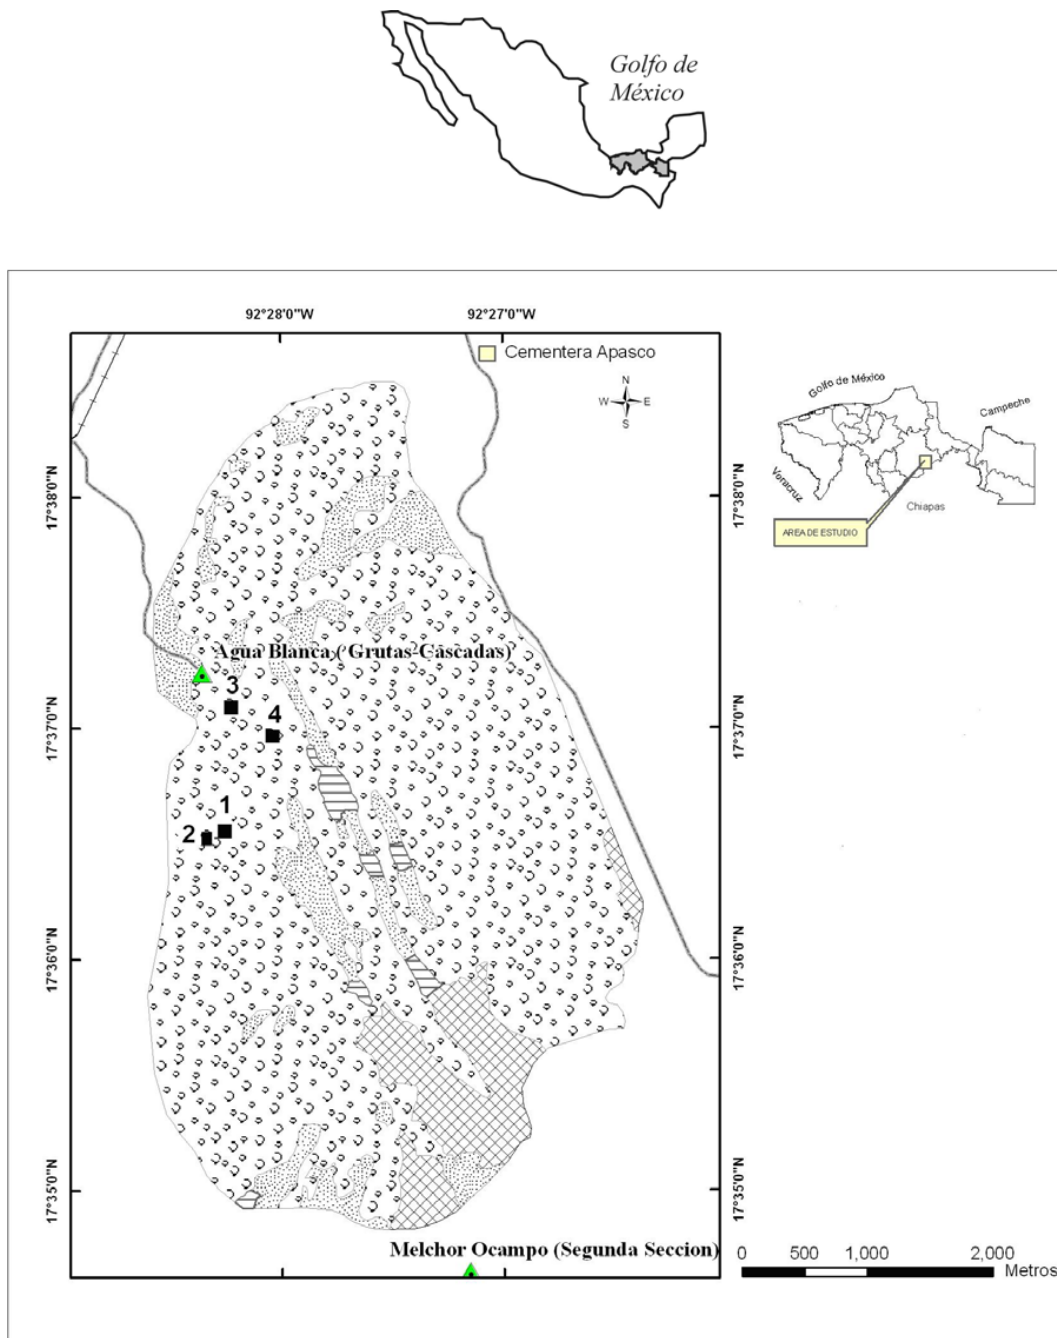 Golfo de
México
92°28'0"W
92°27'0"W
Cementera Apasco
N
W
E
S
Golfo de México
Campeche
Veracruz
Chiapas
AREA DE ESTUDIO
17°38'0"N
17°38'0"N
Agua Blanca ( Grutas-Cascadas)
3
4
17°37'0"N
17°37'0"N
1
2
17°36'0"N
17°36'0"N
17°35'0"N
17°35'0"N
Melchor Ocampo (Segunda Seccion)
0 500 1,000 2,000
Metros